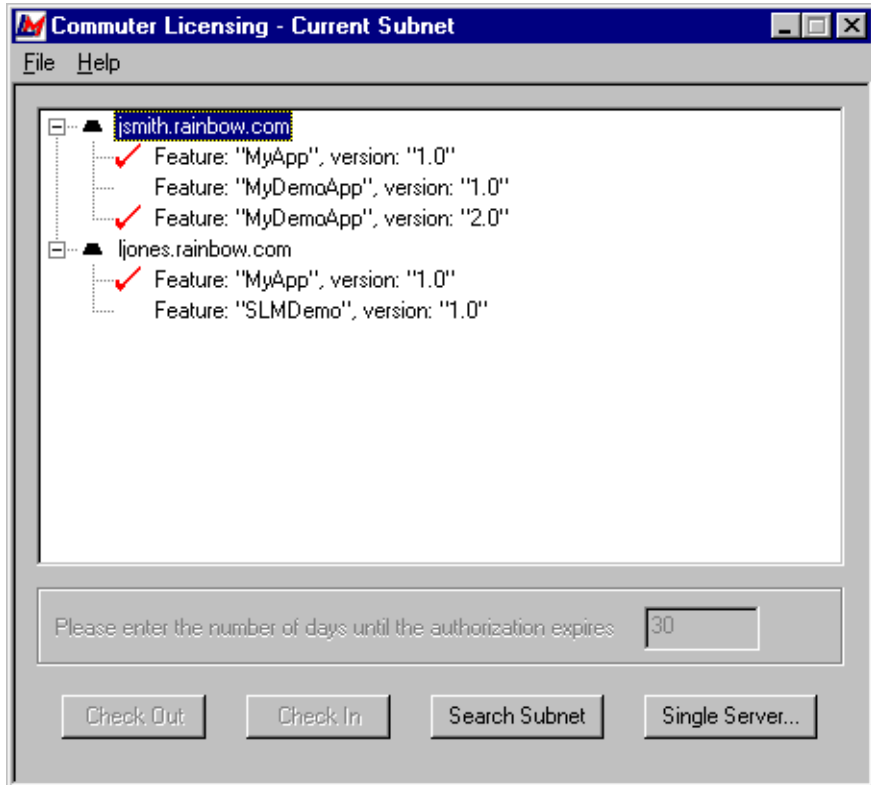 Commuter Licensing - Current Subnet
File Help
jsmith.rainbow.com
Feature: "MyApp", version: "1.0"
Feature: "MyDemoApp", version: "1.0"
Feature: "MyDemoApp", version: "2.0"
ljones.rainbow.com
Feature: "MyApp", version: "1.0"
Feature: "SLMDemo", version: "1.0"
Please enter the number of days until the authorization expires 30
Check Out Check In Search Subnet Single Server...